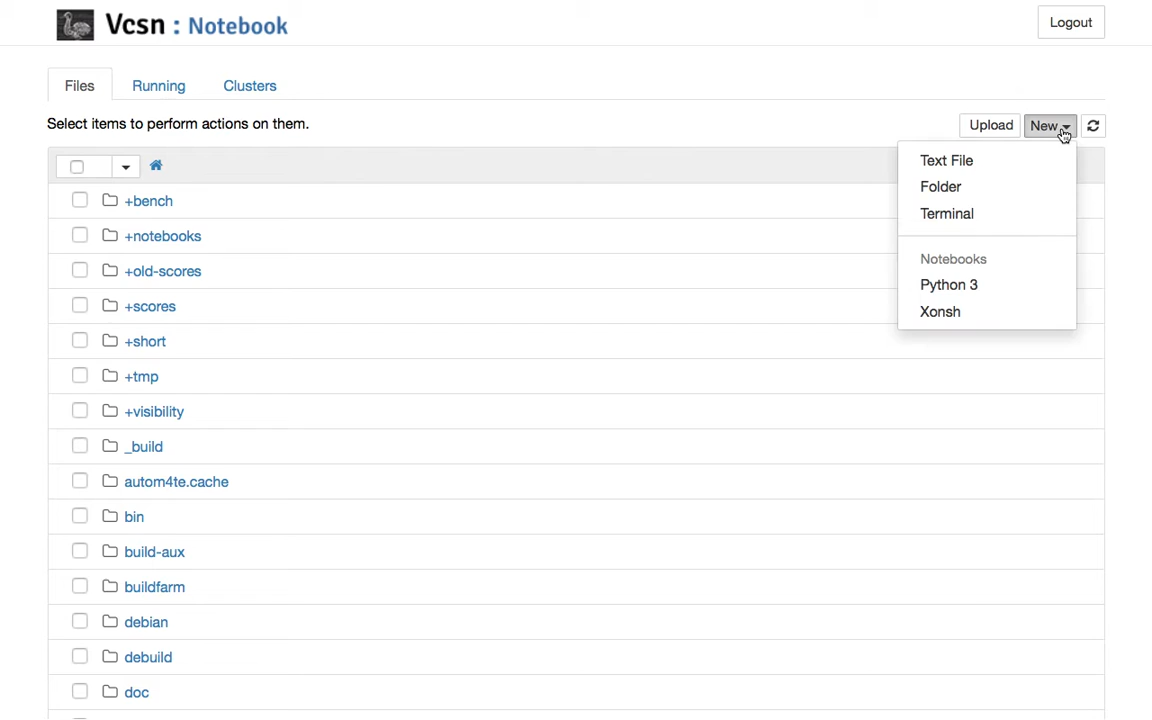 Vcsn : Notebook
Logout
Files Running Clusters
Select items to perform actions on them.
Upload New
Text File
Folder
Terminal
Notebooks
Python 3
Xonsh
+bench
+notebooks
+old-scores
+scores
+short
+tmp
+visibility
_build
autom4te.cache
bin
build-aux
buildfarm
debian
debuild
doc